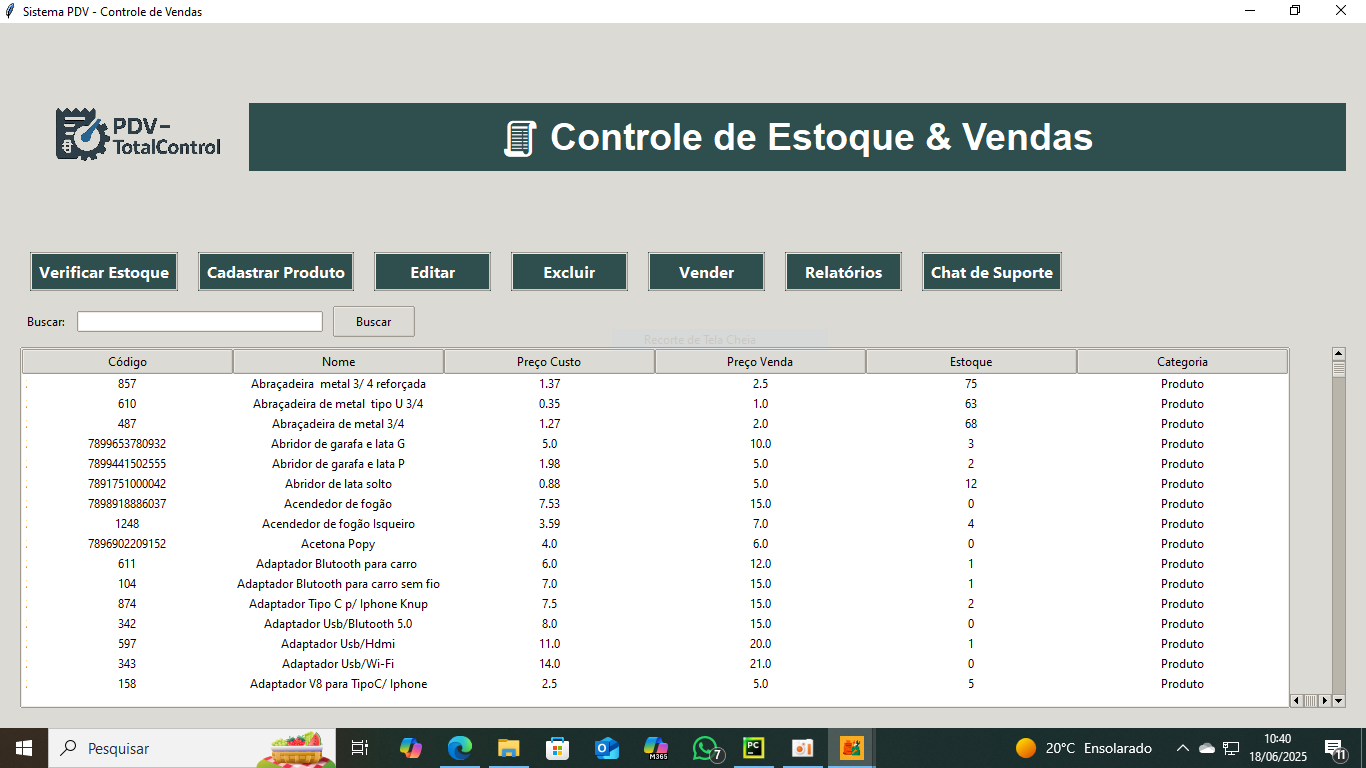 Sistema PDV - Controle de Vendas
PDV-
TotalControl
Controle de Estoque & Vendas
Verificar Estoque Cadastrar Produto Editar Excluir Vender Relatórios Chat de Suporte
Buscar: Buscar
Recorte de Tela Cheia
Código Nome Preço Custo Preço Venda Estoque Categoria
857 Abraçadeira metal 3/ 4 reforçada 1.37 2.5 75 Produto
610 Abraçadeira de metal tipo U 3/4 0.35 1.0 63 Produto
487 Abraçadeira de metal 3/4 1.27 2.0 68 Produto
7899653780932 Abridor de garafa e lata G 5.0 10.0 3 Produto
7899441502555 Abridor de garafa e lata P 1.98 5.0 2 Produto
7891751000042 Abridor de lata solto 0.88 5.0 12 Produto
7898918886037 Acendedor de fogão 7.53 15.0 0 Produto
1248 Acendedor de fogão Isqueiro 3.59 7.0 4 Produto
7896902209152 Acetona Popy 4.0 6.0 0 Produto
611 Adaptador Blutooth para carro 6.0 12.0 1 Produto
104 Adaptador Blutooth para carro sem fio 7.0 15.0 1 Produto
874 Adaptador Tipo C p/ Iphone Knup 7.5 15.0 2 Produto
342 Adaptador Usb/Blutooth 5.0 8.0 15.0 0 Produto
597 Adaptador Usb/Hdmi 11.0 20.0 1 Produto
343 Adaptador Usb/Wi-Fi 14.0 21.0 0 Produto
158 Adaptador V8 para TipoC/ Iphone 2.5 5.0 5 Produto
Pesquisar M365 7 PC 20°C Ensolarado 10:40 11
18/06/2025